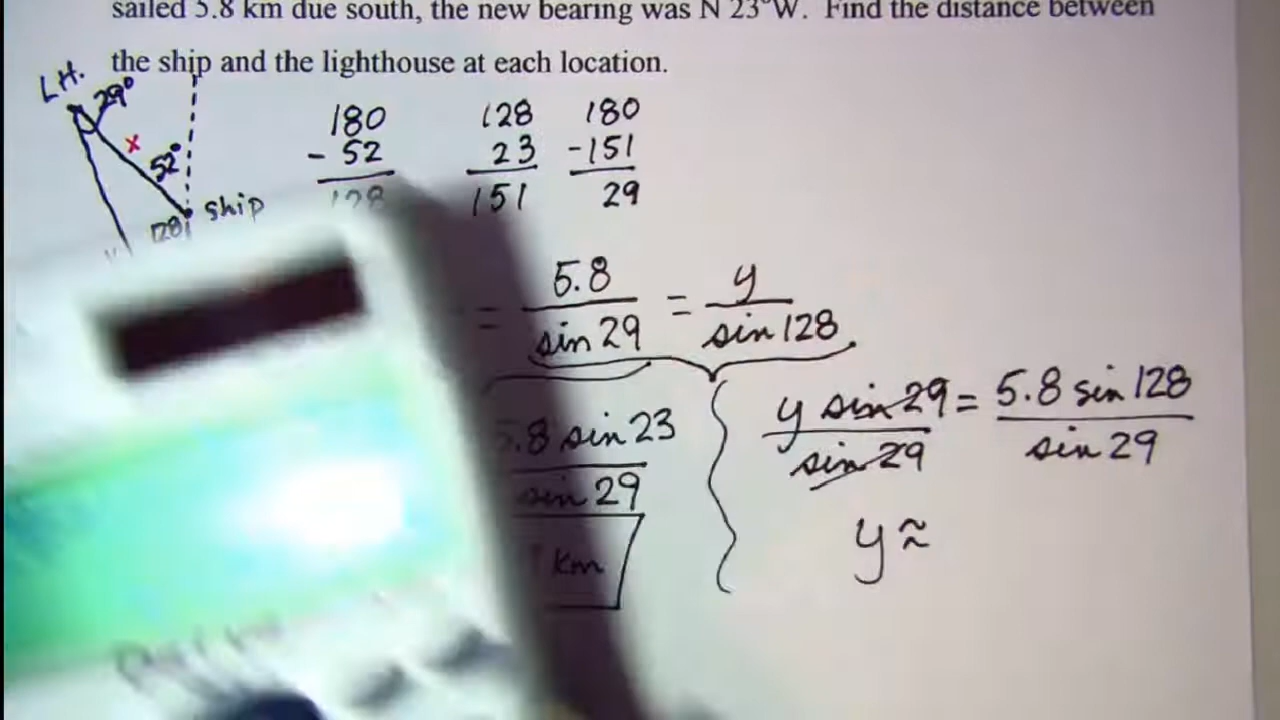 sailed 5.8 km due south, the new bearing was N 23°W. Find the distance between
the ship and the lighthouse at each location.
L.H.
29°
x
52°
ship
128
180
- 52
128
128
23
151
180
-151
29
= 5.8 / sin 29 = y / sin 128
5.8 sin 23
sin 29
km
y sin 29 = 5.8 sin 128
sin 29 sin 29
y ≈